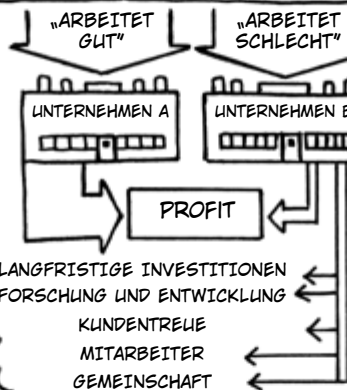 „ARBEITET
GUT"
„ARBEITET
SCHLECHT"
UNTERNEHMEN A
UNTERNEHMEN B
PROFIT
LANGFRISTIGE INVESTITIONEN
FORSCHUNG UND ENTWICKLUNG
KUNDENTREUE
MITARBEITER
GEMEINSCHAFT